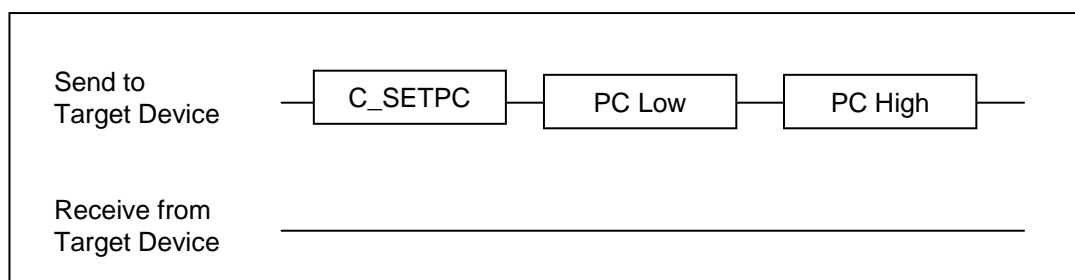 Send to
Target Device
C_SETPC
PC Low
PC High
Receive from
Target Device